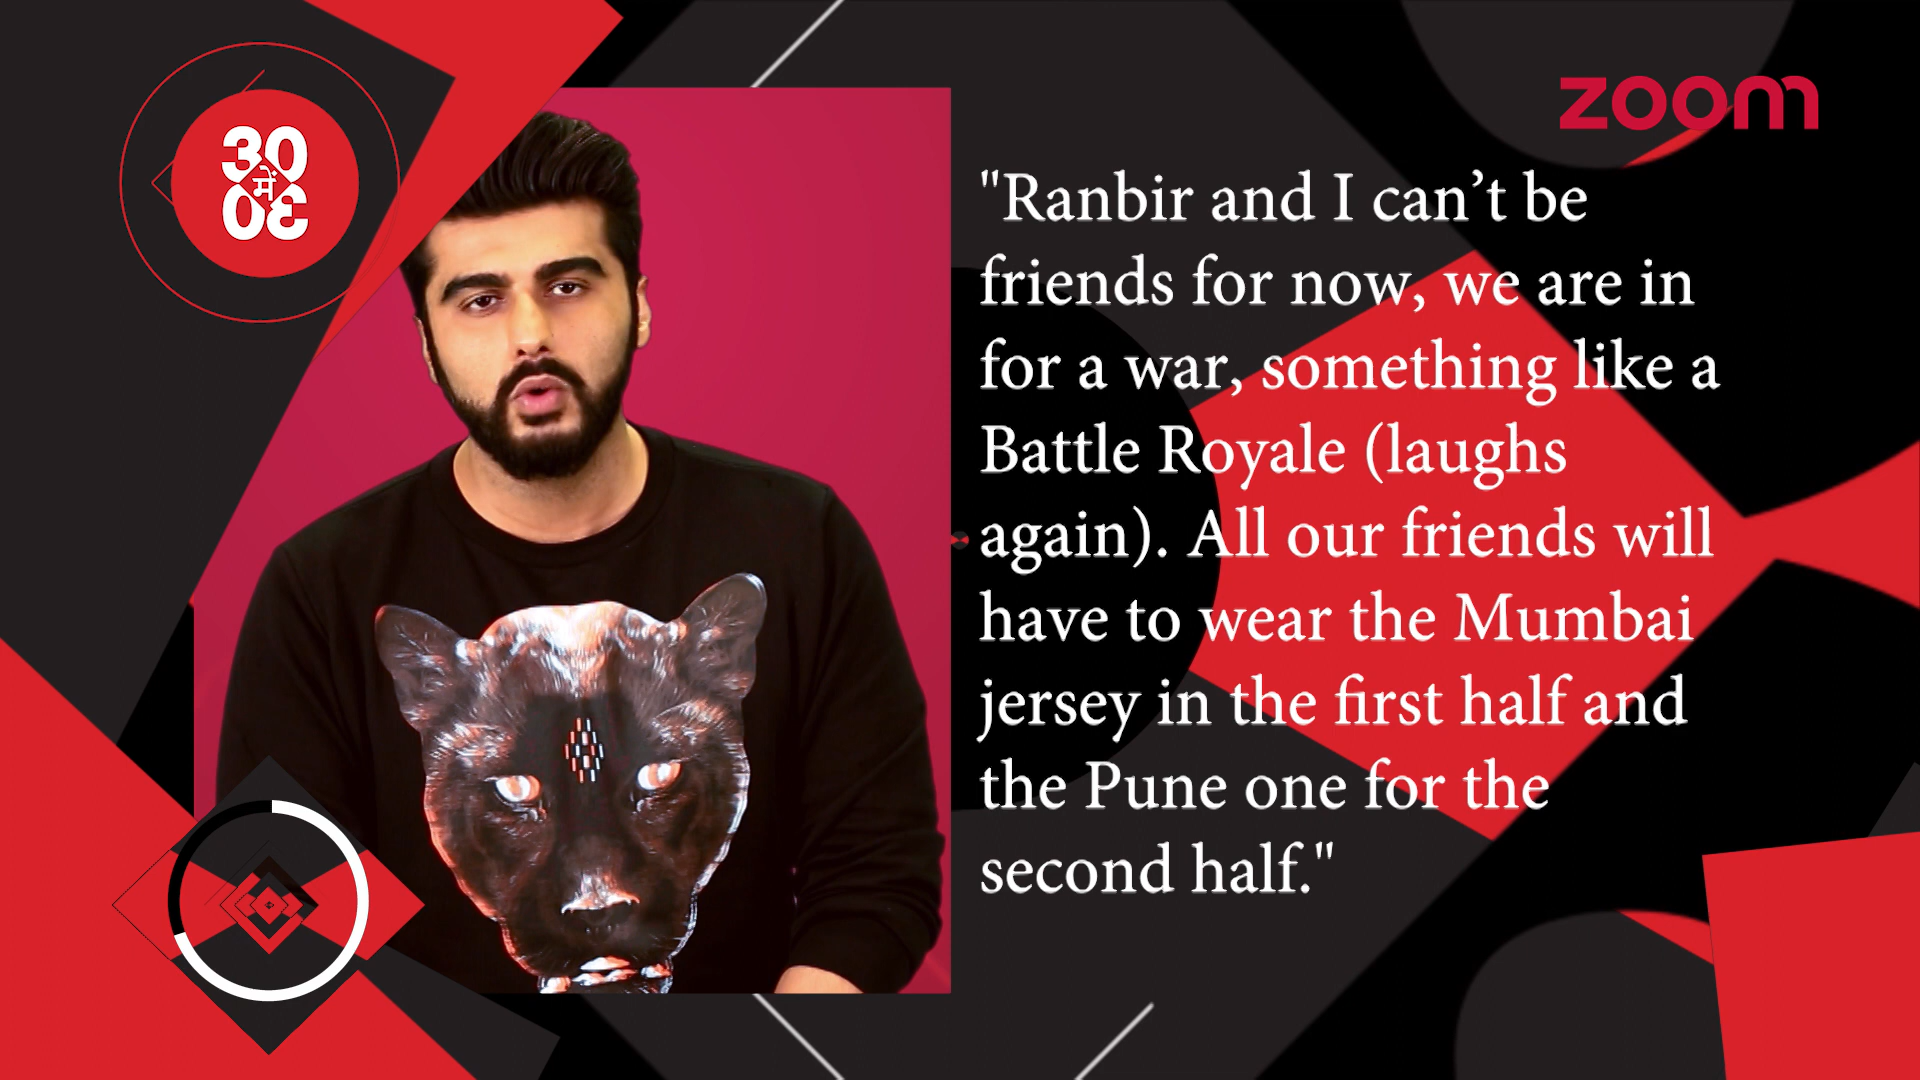 30
में
30
zoom
"Ranbir and I can’t be
friends for now, we are in
for a war, something like a
Battle Royale (laughs
again). All our friends will
have to wear the Mumbai
jersey in the first half and
the Pune one for the
second half."